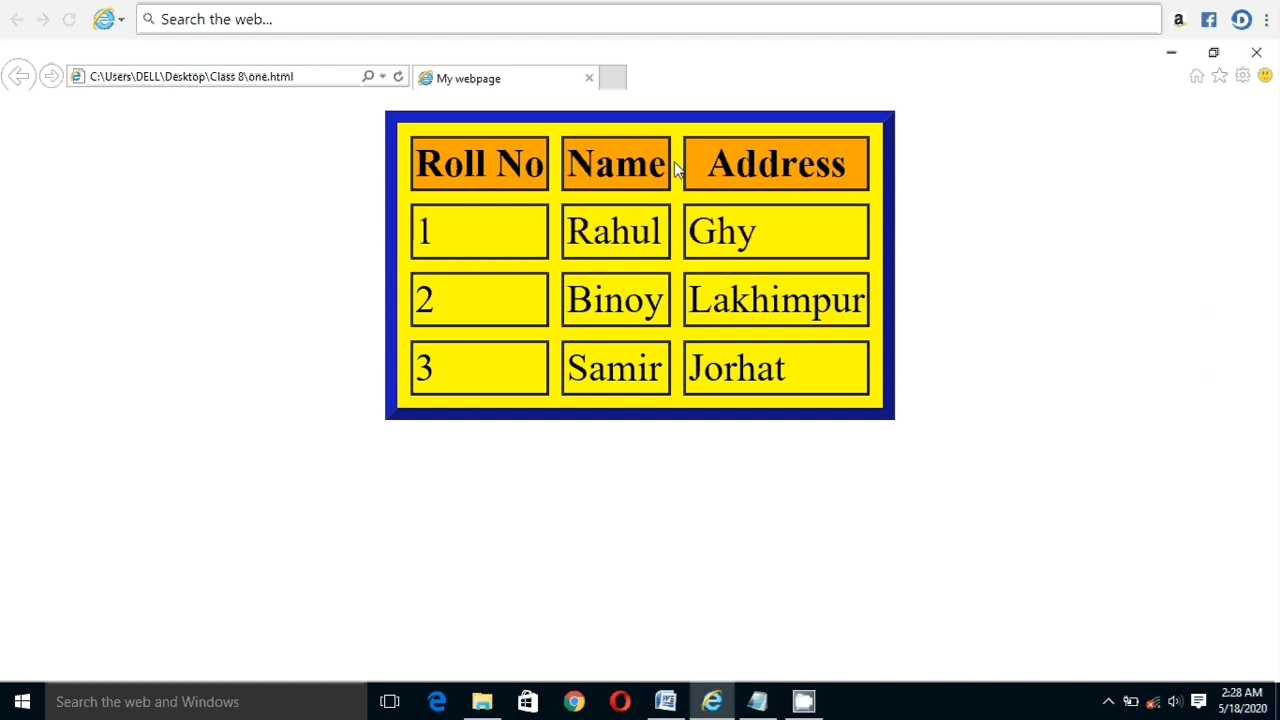 Search the web...
a
C:\Users\DELL\Desktop\Class 8\one.html
My webpage
Roll No Name Address
1 Rahul Ghy
2 Binoy Lakhimpur
3 Samir Jorhat
Search the web and Windows
2:28 AM
5/18/2020